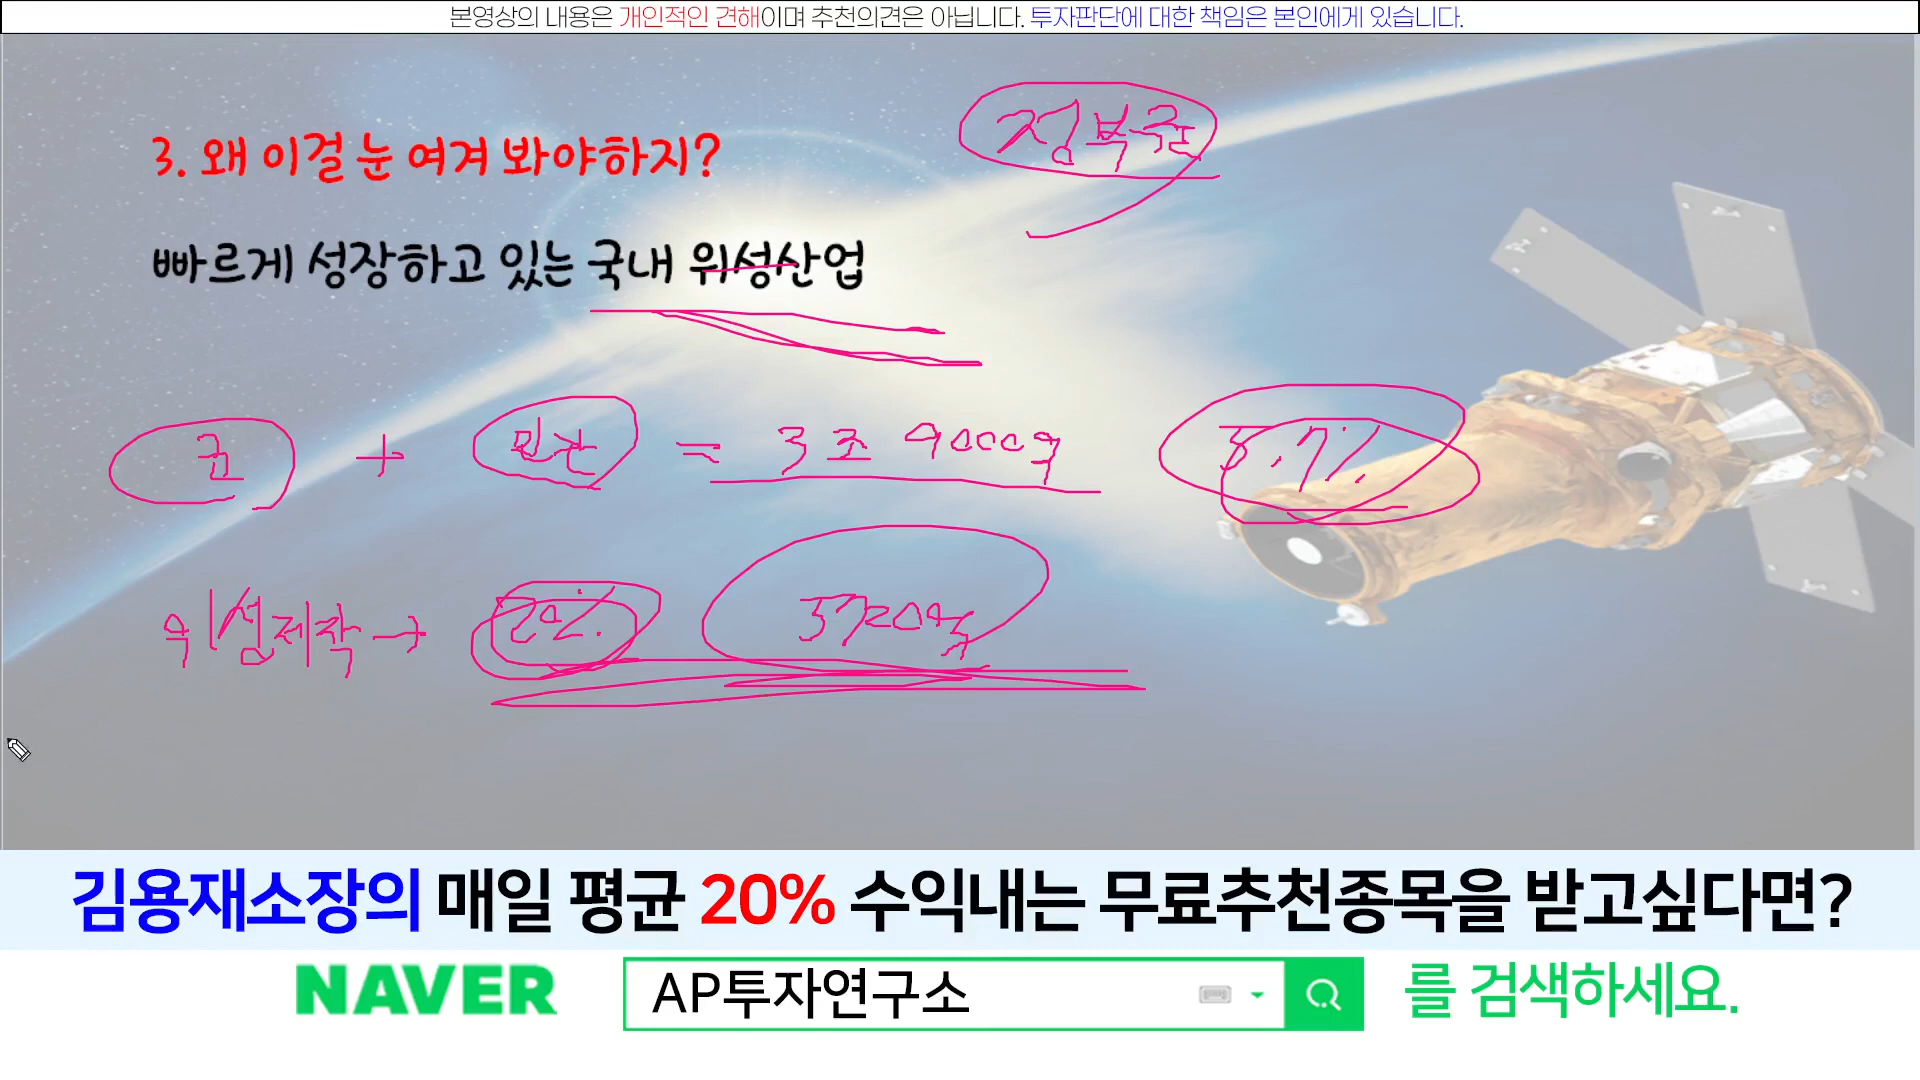 본영상의 내용은 개인적인 견해이며 추천의견은 아닙니다. 투자판단에 대한 책임은 본인에게 있습니다.
정부군
3. 왜 이걸 눈 여겨 봐야하지?
빠르게 성장하고 있는 국내 위성산업
군 + 민간 = 3조 9000억 5.7%
위성제작 → 20% 5720억
김용재소장의 매일 평균 20% 수익내는 무료추천종목을 받고싶다면?
NAVER AP투자연구소 를 검색하세요.